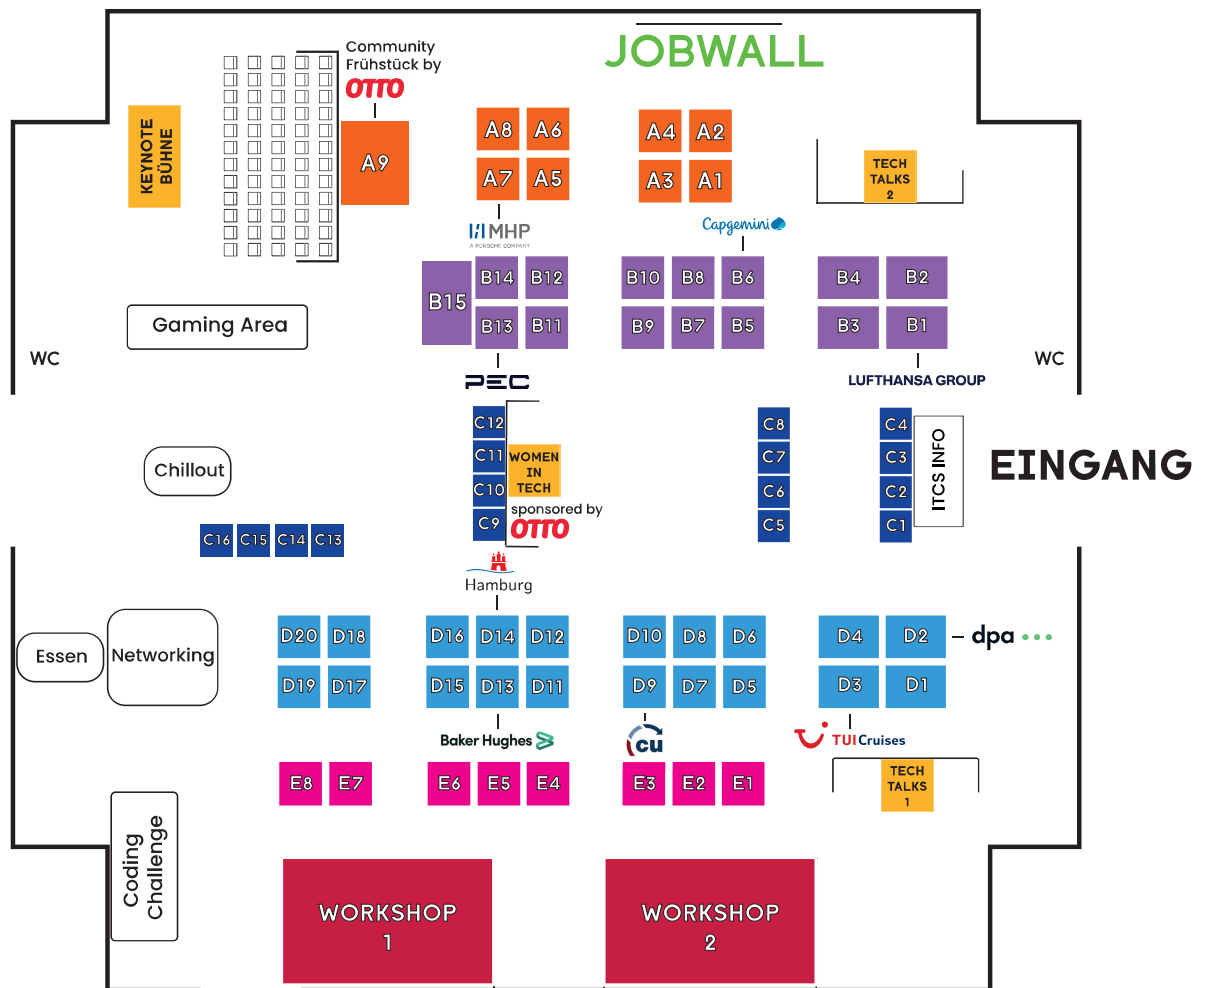 JOBWALL
Community
Frühstück by
OTTO
KEYNOTE
BÜHNE
A9
A8 A6
A7 A5
A4 A2
A3 A1
TECH
TALKS
2
MHP
A PORSCHE COMPANY
Capgemini
B15
B14 B12
B13 B11
B10 B8 B6
B9 B7 B5
B4 B2
B3 B1
Gaming Area
WC
WC
PEC
LUFTHANSA GROUP
C12
C11
C10
C9
WOMEN
IN
TECH
sponsored by
OTTO
C8
C7
C6
C5
C4
C3
C2
C1
ITCS INFO
EINGANG
Chillout
C16 C15 C14 C13
Hamburg
D20 D18
D19 D17
D16 D14 D12
D15 D13 D11
D10 D8 D6
D9 D7 D5
D4 D2
D3 D1
dpa
Essen
Networking
Baker Hughes
cu
TUI Cruises
E8 E7
E6 E5 E4
E3 E2 E1
TECH
TALKS
1
Coding
Challenge
WORKSHOP
1
WORKSHOP
2